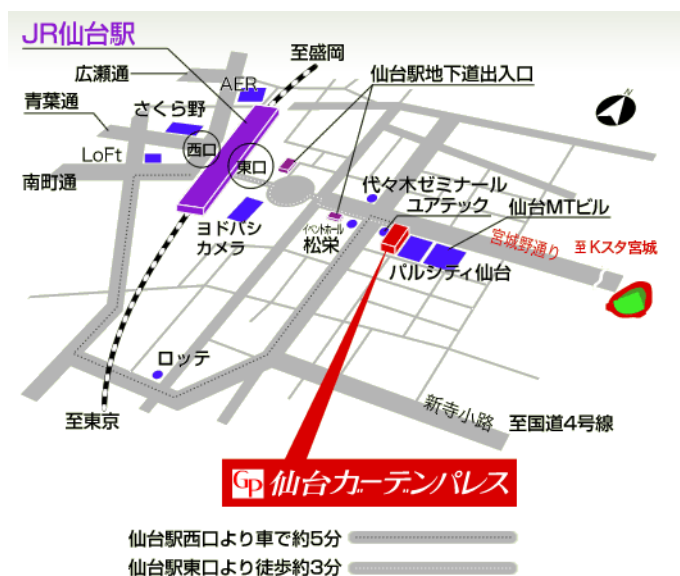 JR仙台駅
至盛岡
広瀬通
AER
仙台駅地下道出入口
N
青葉通
さくら野
西口
東口
LoFt
南町通
代々木ゼミナール
ユアテック
仙台MTビル
ヨドバシ
カメラ
イベントホール
松栄
宮城野通り
至Kスタ宮城
パルシティ仙台
ロッテ
至東京
新寺小路
至国道4号線
GP 仙台ガーデンパレス
仙台駅西口より車で約5分
仙台駅東口より徒歩約3分